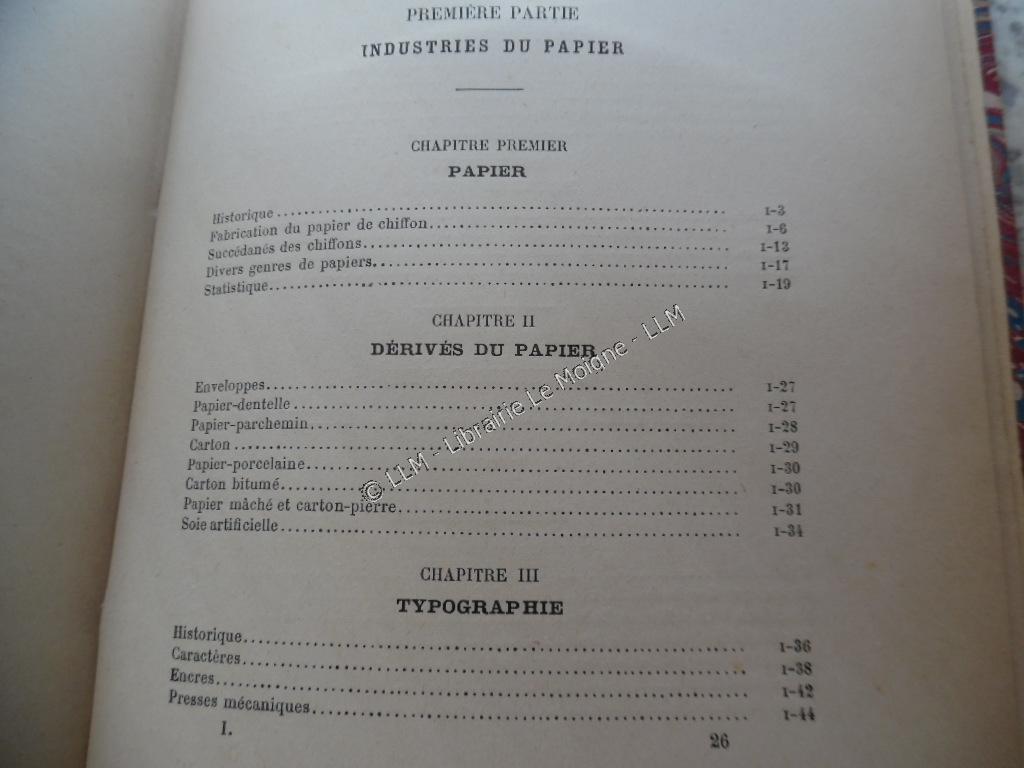 PREMIÈRE PARTIE
INDUSTRIES DU PAPIER
CHAPITRE PREMIER
PAPIER
Historique ........ I-3
Fabrication du papier de chiffon ........ I-6
Succédanés des chiffons ........ I-13
Divers genres de papiers ........ I-17
Statistique ........ I-19
CHAPITRE II
DÉRIVÉS DU PAPIER
Enveloppes ........ I-27
Papier-dentelle ........ I-27
Papier-parchemin ........ I-28
Carton ........ I-29
Papier-porcelaine ........ I-30
Carton bitumé ........ I-30
Papier mâché et carton-pierre ........ I-31
Soie artificielle ........ I-34
© LLM - Librairie Le Moigne - LLM
CHAPITRE III
TYPOGRAPHIE
Historique ........ I-36
Caractères ........ I-38
Encres ........ I-42
Presses mécaniques ........ I-44
I. 26